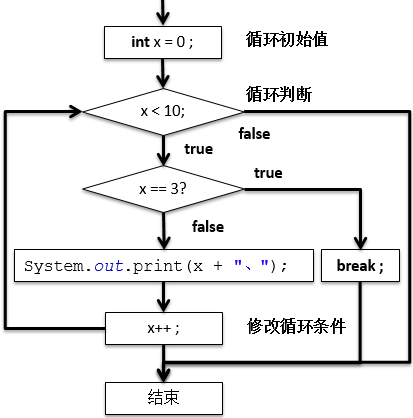 int x = 0 ;
循环初始值
x < 10;
循环判断
false
true
x == 3?
true
false
System.out.print(x + "、");
break ;
x++ ;
修改循环条件
结束